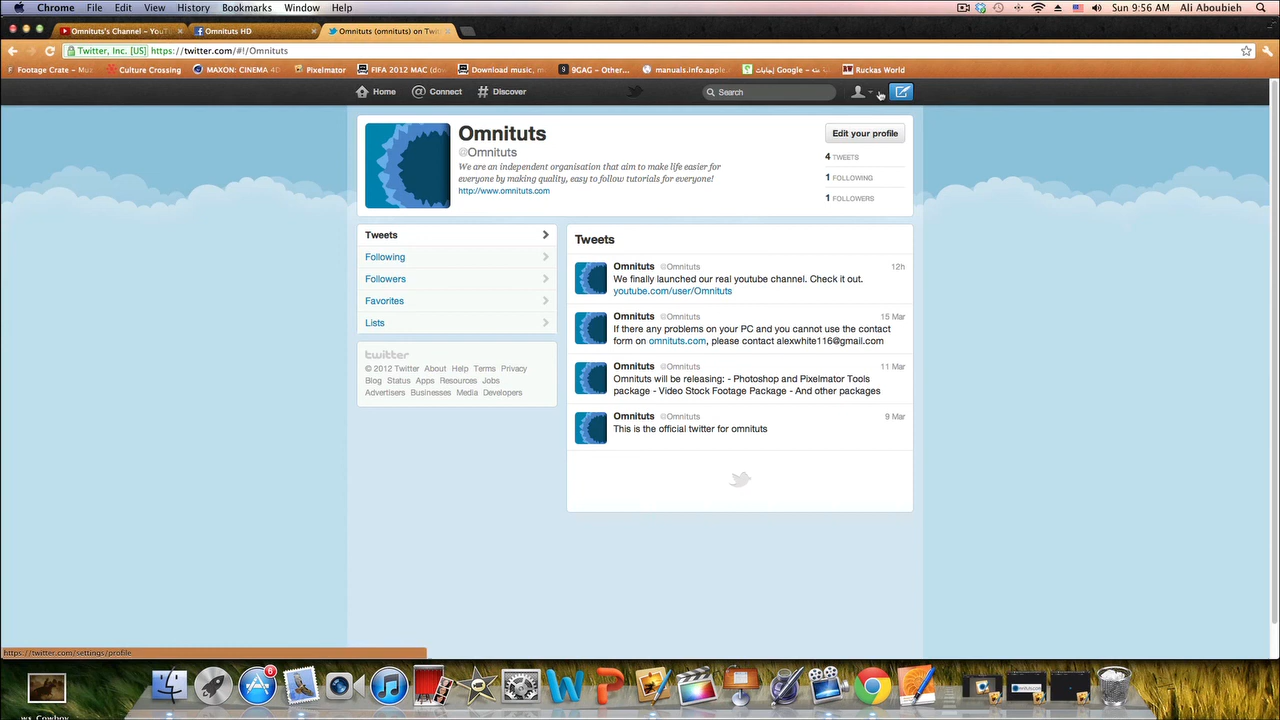 Chrome File Edit View History Bookmarks Window Help Sun 9:56 AM Ali Aboubieh
Omnituts's Channel - YouTu Omnituts HD Omnituts (omnituts) on Twit
Twitter, Inc. [US] https://twitter.com/#!/Omnituts
Footage Crate - Mu Culture Crossing MAXON: CINEMA 4D Pixelmator FIFA 2012 MAC (dow Download music, m 9GAG - Other... manuals.info.apple. إجابات Google - منه Ruckas World
Home Connect # Discover Search
Omnituts
@Omnituts
We are an independent organisation that aim to make life easier for
everyone by making quality, easy to follow tutorials for everyone!
http://www.omnituts.com
Edit your profile
4 TWEETS
1 FOLLOWING
1 FOLLOWERS
Tweets
Following
Followers
Favorites
Lists
twitter
© 2012 Twitter About Help Terms Privacy
Blog Status Apps Resources Jobs
Advertisers Businesses Media Developers
Tweets
Omnituts @Omnituts 12h
We finally launched our real youtube channel. Check it out.
youtube.com/user/Omnituts
Omnituts @Omnituts 15 Mar
If there any problems on your PC and you cannot use the contact
form on omnituts.com, please contact alexwhite116@gmail.com
Omnituts @Omnituts 11 Mar
Omnituts will be releasing: - Photoshop and Pixelmator Tools
package - Video Stock Footage Package - And other packages
Omnituts @Omnituts 9 Mar
This is the official twitter for omnituts
https://twitter.com/settings/profile
6